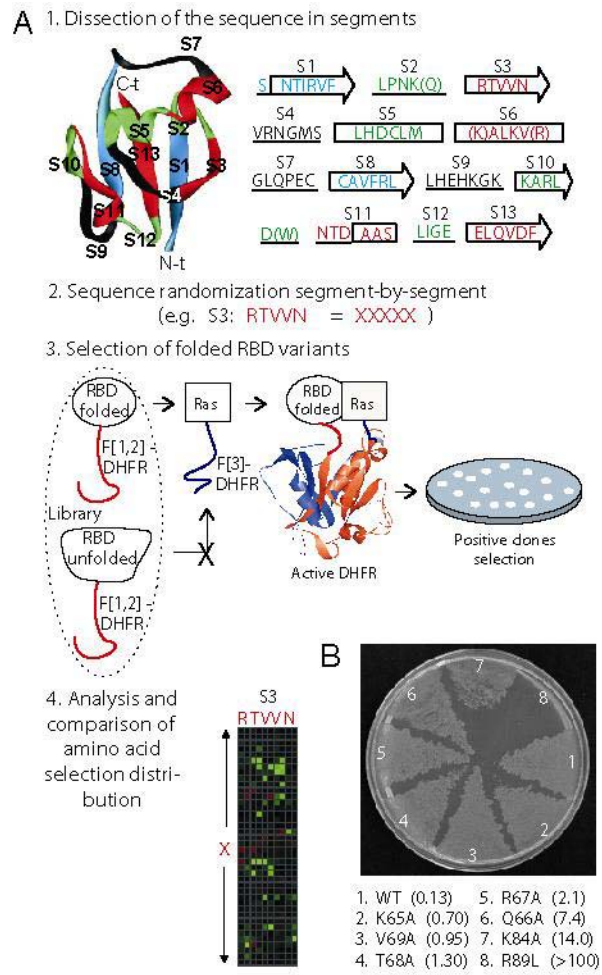 A
1. Dissection of the sequence in segments
S7
C-t
S6
S5
S2
S13
S10
S8
S1
S3
S4
S11
S9
S12
N-t
S1 S2 S3
S NTIRVF LPNK(Q) RTVVN
S4 S5 S6
VRNGMS LHDCLM (K)ALKV(R)
S7 S8 S9 S10
GLQPEC CAVFRL LHEHKGK KARL
S11 S12 S13
D(W) NTD AAS LIGE ELQVDF
2. Sequence randomization segment-by-segment
(e.g. S3: RTVVN = XXXXX )
3. Selection of folded RBD variants
RBD
folded
Ras
RBD
folded
Ras
F[1,2]-
DHFR
F[3]-
DHFR
Library
RBD
unfolded
X
F[1,2]-
DHFR
Active DHFR
Positive clones
selection
4. Analysis and
comparison of
amino acid
selection distri-
bution
S3
RTVVN
X
B
7
8
6
1
5
2
4
3
1. WT (0.13) 5. R67A (2.1)
2. K65A (0.70) 6. Q66A (7.4)
3. V69A (0.95) 7. K84A (14.0)
4. T68A (1.30) 8. R89L (>100)